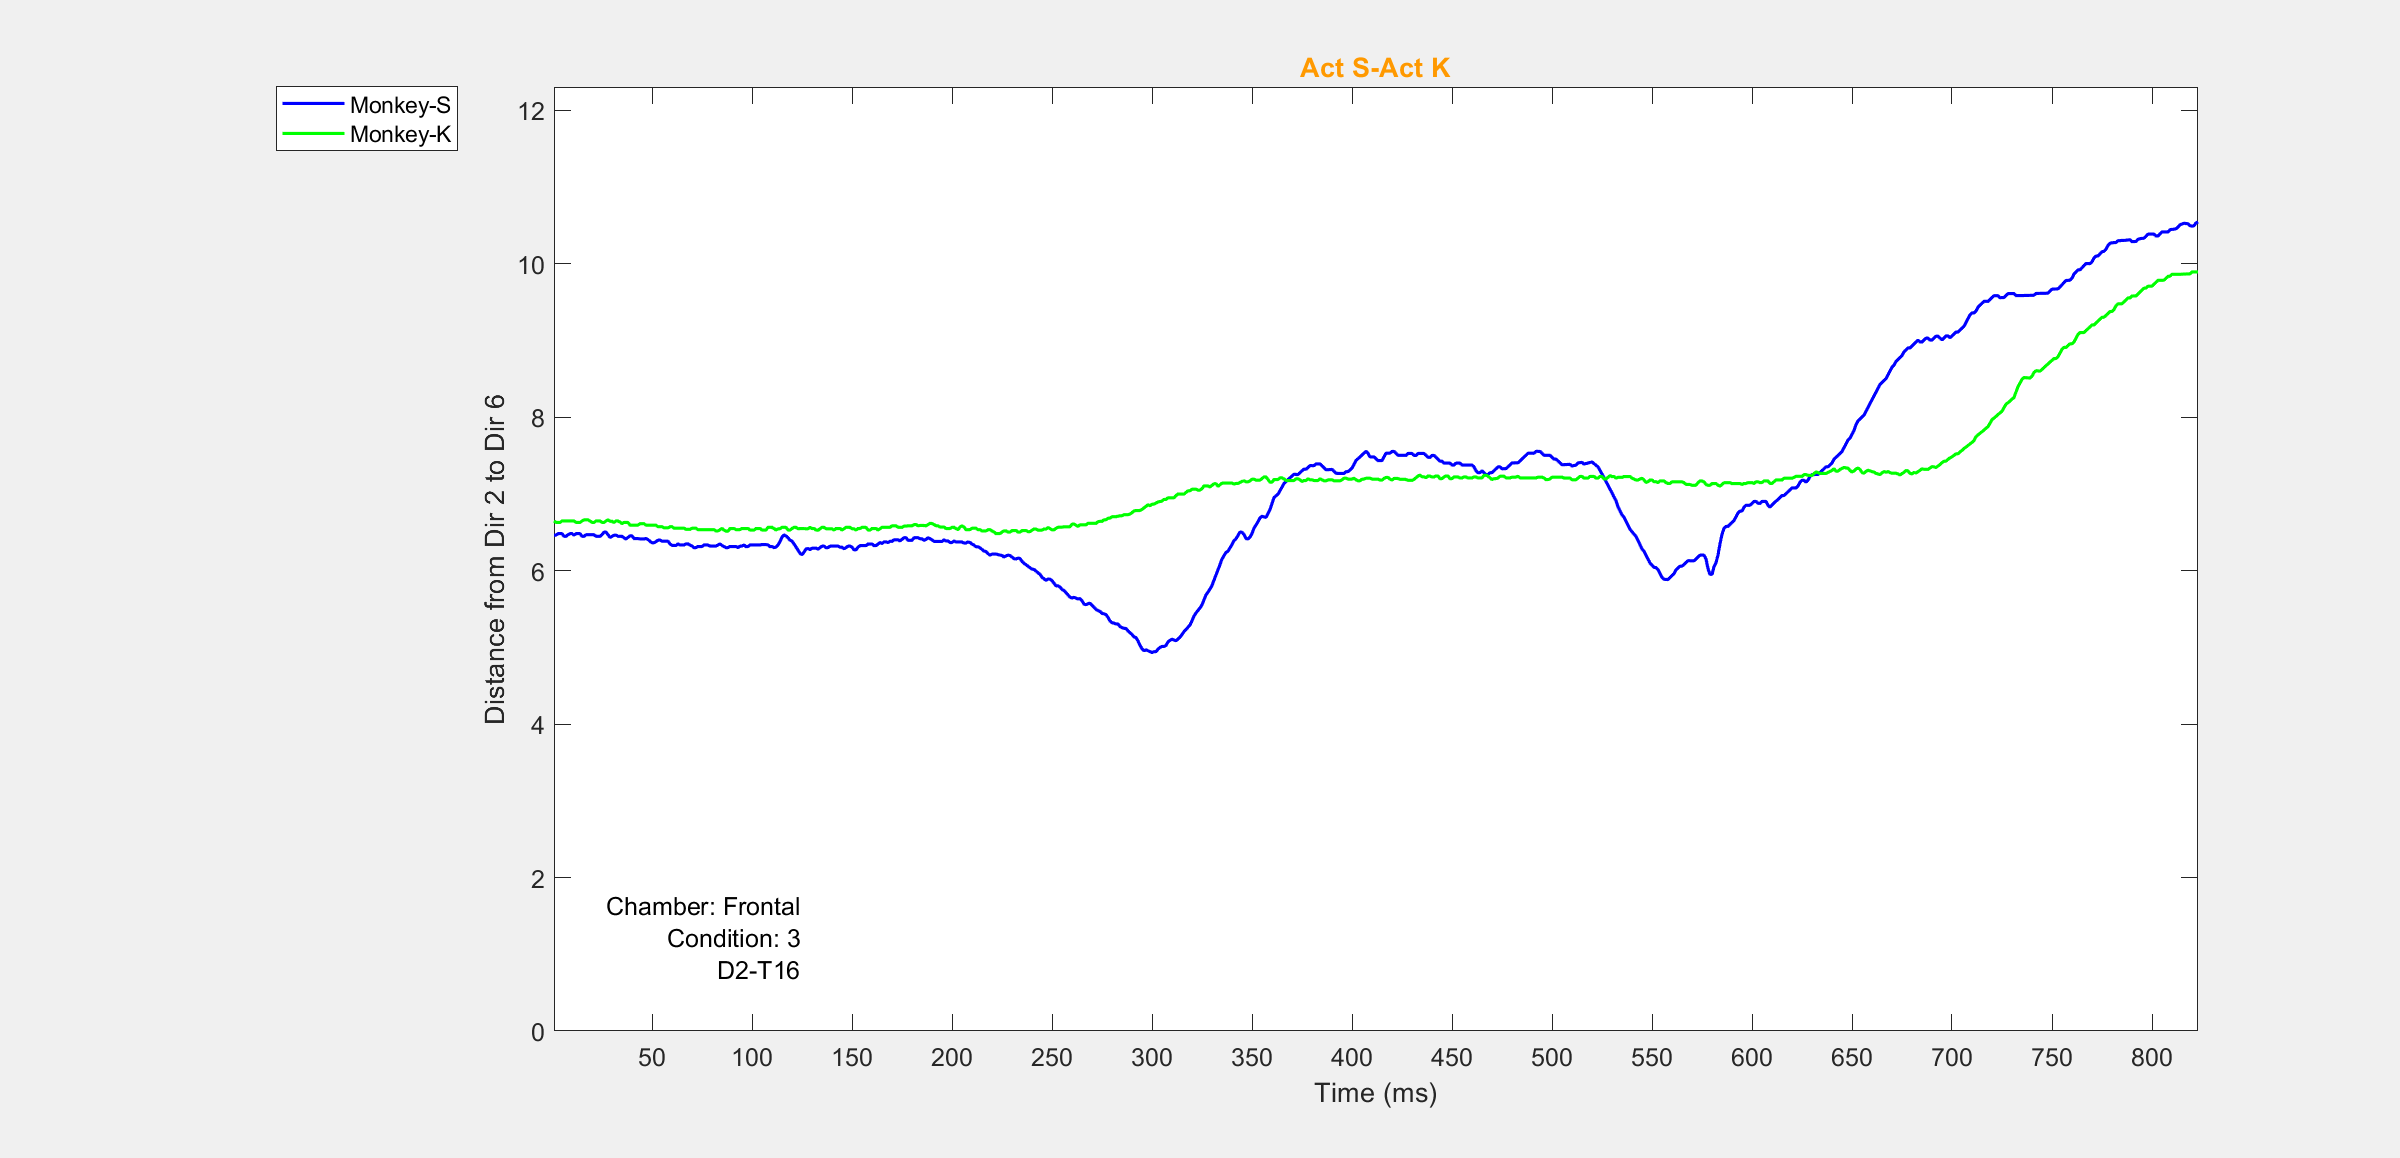 Act S-Act K
Monkey-S
Monkey-K
12
10
8
6
4
2
0
Distance from Dir 2 to Dir 6
Chamber: Frontal
Condition: 3
D2-T16
50 100 150 200 250 300 350 400 450 500 550 600 650 700 750 800
Time (ms)